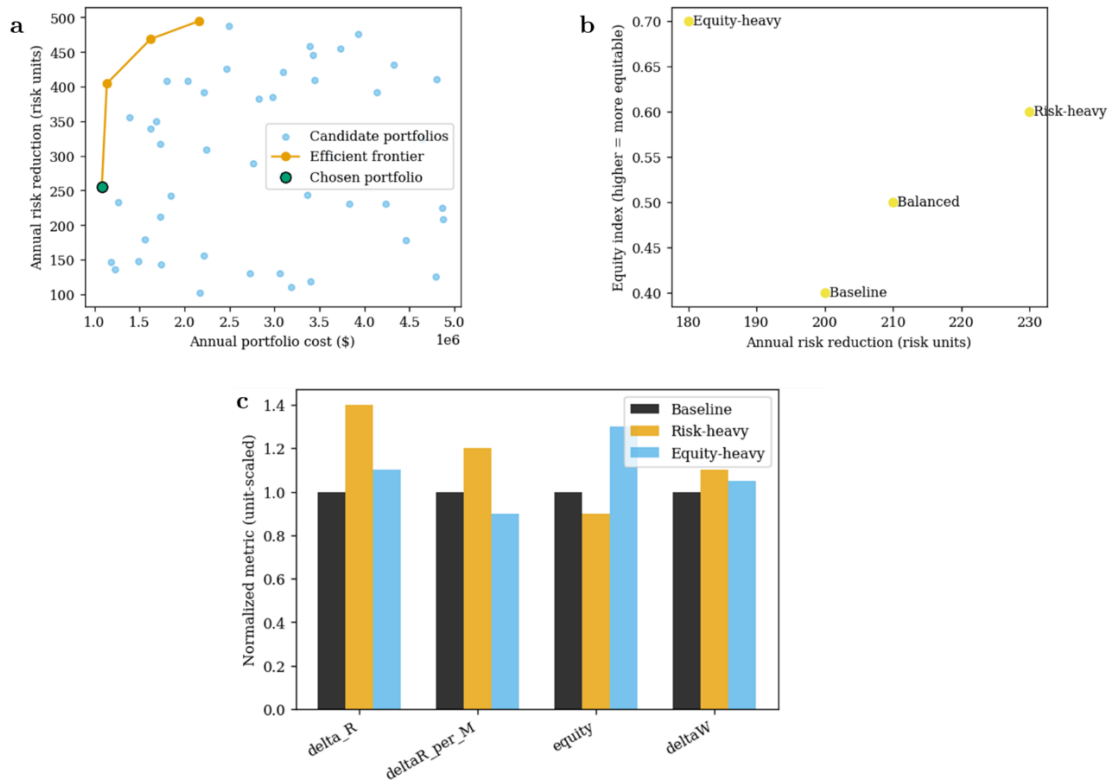 a
500
450
400
350
300
250
200
150
100
Annual risk reduction (risk units)
Candidate portfolios
Efficient frontier
Chosen portfolio
1.0 1.5 2.0 2.5 3.0 3.5 4.0 4.5 5.0
Annual portfolio cost ($)
1e6
b
0.70
0.65
0.60
0.55
0.50
0.45
0.40
Equity index (higher = more equitable)
Equity-heavy
Risk-heavy
Balanced
Baseline
180 190 200 210 220 230
Annual risk reduction (risk units)
c
1.4
1.2
1.0
0.8
0.6
0.4
0.2
0.0
Normalized metric (unit-scaled)
Baseline
Risk-heavy
Equity-heavy
delta_R
deltaR_per_M
equity
deltaW